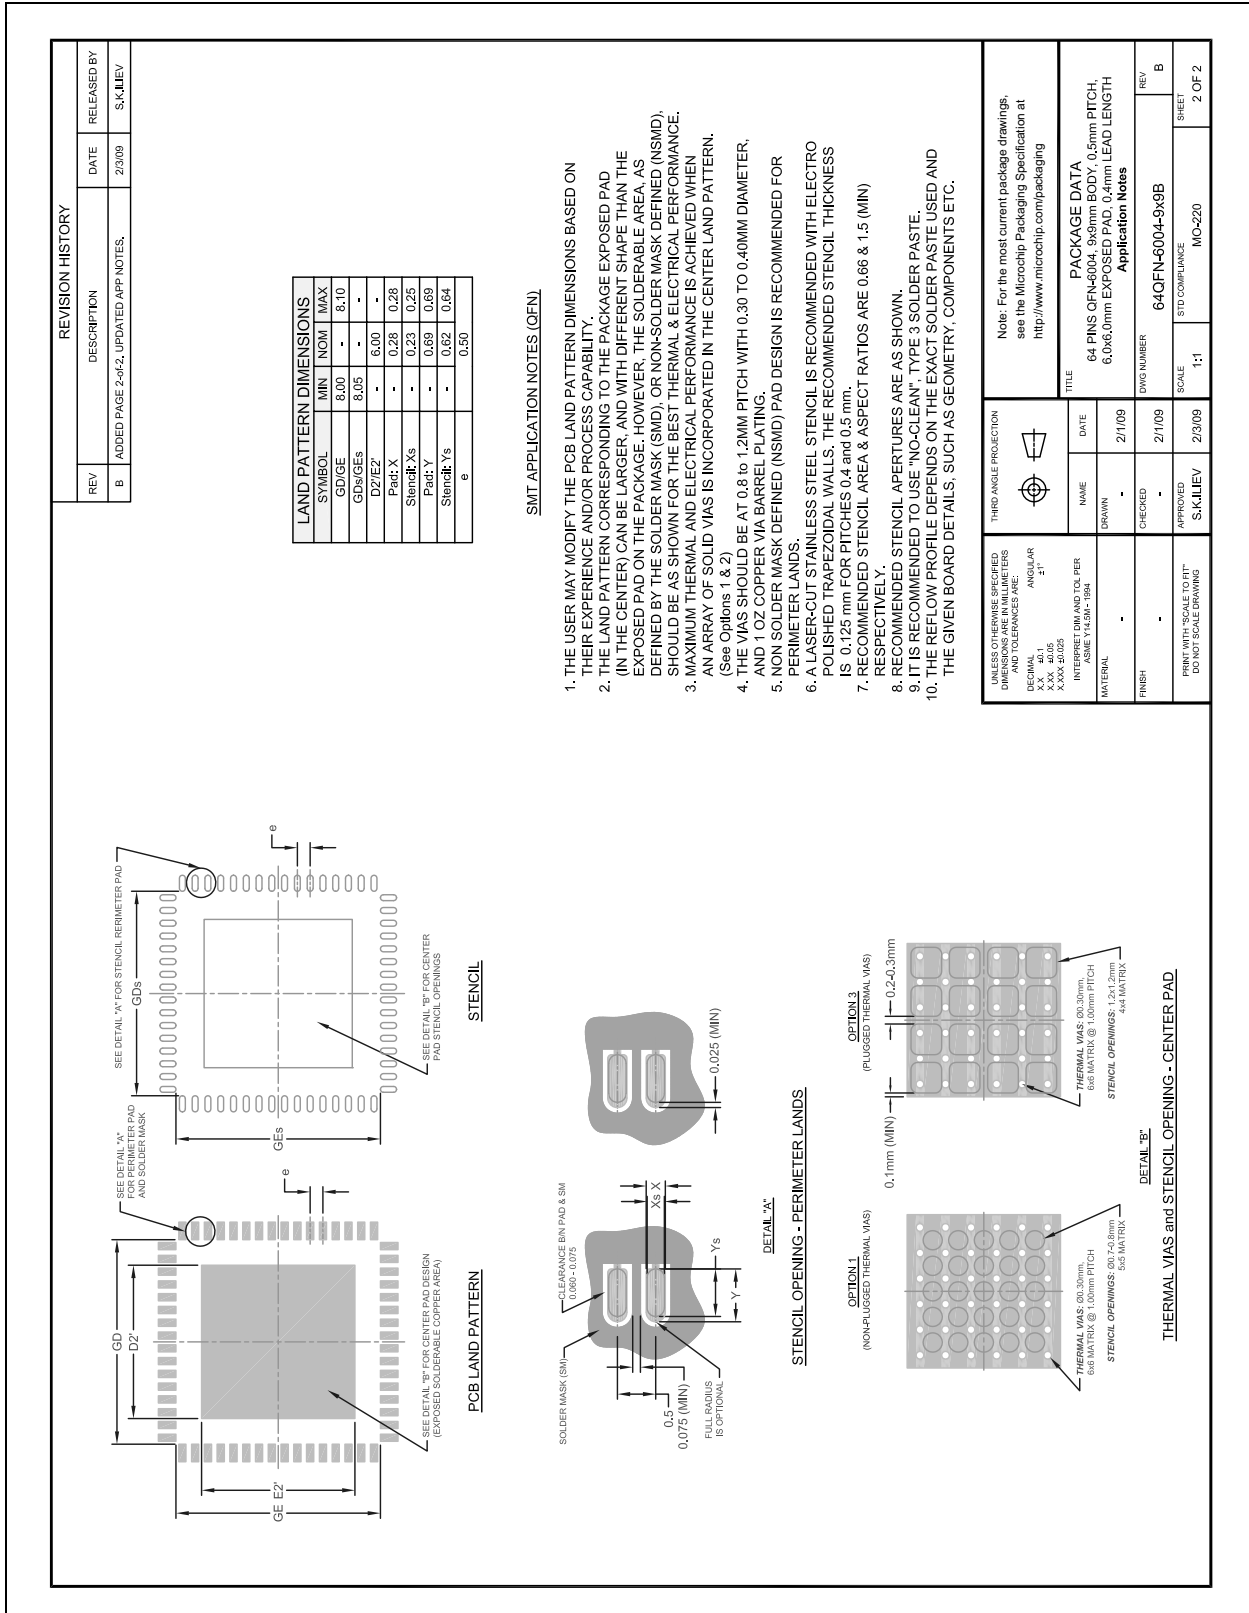 REVISION HISTORY
REV DESCRIPTION DATE RELEASED BY
B ADDED PAGE 2-of-2, UPDATED APP NOTES. 2/3/09 S.K.ILIEV
SEE DETAIL "A"
FOR PERIMETER PAD
AND SOLDER MASK
GD
D2'
GE
E2'
e
SEE DETAIL "B" FOR CENTER PAD DESIGN
(EXPOSED SOLDERABLE COPPER AREA)
PCB LAND PATTERN
SEE DETAIL "A" FOR STENCIL RERIMETER PAD
GDs
GEs
e
SEE DETAIL "B" FOR CENTER
PAD STENCIL OPENINGS
STENCIL
LAND PATTERN DIMENSIONS
SYMBOL MIN NOM MAX
GD/GE 8.00 - 8.10
GDs/GEs 8.05 - -
D2'/E2' - 6.00 -
Pad: X - 0.28 0.28
Stencil: Xs - 0.23 0.25
Pad: Y - 0.69 0.69
Stencil: Ys - 0.62 0.64
e 0.50
SOLDER MASK (SM)
CLEARANCE B/N PAD & SM
0.060 - 0.075
0.5
0.075 (MIN)
FULL RADIUS
IS OPTIONAL
Y
Ys
Xs X
0.025 (MIN)
DETAIL "A"
STENCIL OPENING - PERIMETER LANDS
OPTION 1
(NON-PLUGGED THERMAL VIAS)
THERMAL VIAS: Ø0.30mm,
6x6 MATRIX @ 1.00mm PITCH
STENCIL OPENINGS: Ø0.7-0.8mm
5x5 MATRIX
OPTION 3
(PLUGGED THERMAL VIAS)
0.1mm (MIN)
0.2-0.3mm
THERMAL VIAS: Ø0.30mm,
6x6 MATRIX @ 1.00mm PITCH
STENCIL OPENINGS: 1.2x1.2mm
4x4 MATRIX
DETAIL "B"
THERMAL VIAS and STENCIL OPENING - CENTER PAD
SMT APPLICATION NOTES (QFN)
1. THE USER MAY MODIFY THE PCB LAND PATTERN DIMENSIONS BASED ON
THEIR EXPERIENCE AND/OR PROCESS CAPABILITY.
2. THE LAND PATTERN CORRESPONDING TO THE PACKAGE EXPOSED PAD
(IN THE CENTER) CAN BE LARGER, AND WITH DIFFERENT SHAPE THAN THE
EXPOSED PAD ON THE PACKAGE. HOWEVER, THE SOLDERABLE AREA, AS
DEFINED BY THE SOLDER MASK (SMD), OR NON-SOLDER MASK DEFINED (NSMD),
SHOULD BE AS SHOWN FOR THE BEST THERMAL & ELECTRICAL PERFORMANCE.
3. MAXIMUM THERMAL AND ELECTRICAL PERFORMANCE IS ACHIEVED WHEN
AN ARRAY OF SOLID VIAS IS INCORPORATED IN THE CENTER LAND PATTERN.
(See Options 1 & 2)
4. THE VIAS SHOULD BE AT 0.8 to 1.2MM PITCH WITH 0.30 TO 0.40MM DIAMETER,
AND 1 OZ COPPER VIA BARREL PLATING.
5. NON SOLDER MASK DEFINED (NSMD) PAD DESIGN IS RECOMMENDED FOR
PERIMETER LANDS.
6. A LASER-CUT STAINLESS STEEL STENCIL IS RECOMMENDED WITH ELECTRO
POLISHED TRAPEZOIDAL WALLS. THE RECOMMENDED STENCIL THICKNESS
IS 0.125 mm FOR PITCHES 0.4 and 0.5 mm.
7. RECOMMENDED STENCIL AREA & ASPECT RATIOS ARE 0.66 & 1.5 (MIN)
RESPECTIVELY.
8. RECOMMENDED STENCIL APERTURES ARE AS SHOWN.
9. IT IS RECOMMENDED TO USE "NO-CLEAN", TYPE 3 SOLDER PASTE.
10. THE REFLOW PROFILE DEPENDS ON THE EXACT SOLDER PASTE USED AND
THE GIVEN BOARD DETAILS, SUCH AS GEOMETRY, COMPONENTS ETC.
UNLESS OTHERWISE SPECIFIED
DIMENSIONS ARE IN MILLIMETERS
AND TOLERANCES ARE:
DECIMAL ANGULAR
X.X ±0.1 ±1°
X.XX ±0.05
X.XXX ±0.025
INTERPRET DIM AND TOL PER
ASME Y14.5M - 1994
MATERIAL
-
FINISH
-
PRINT WITH "SCALE TO FIT"
DO NOT SCALE DRAWING
THIRD ANGLE PROJECTION
NAME DATE
DRAWN
- 2/1/09
CHECKED
- 2/1/09
APPROVED
S.K.ILIEV 2/3/09
Note: For the most current package drawings,
see the Microchip Packaging Specification at
http://www.microchip.com/packaging
TITLE
PACKAGE DATA
64 PINS QFN-6004, 9x9mm BODY, 0.5mm PITCH,
6.0x6.0mm EXPOSED PAD, 0.4mm LEAD LENGTH
Application Notes
DWG NUMBER
64QFN-6004-9x9B
REV
B
SCALE
1:1
STD COMPLIANCE
MO-220
SHEET
2 OF 2